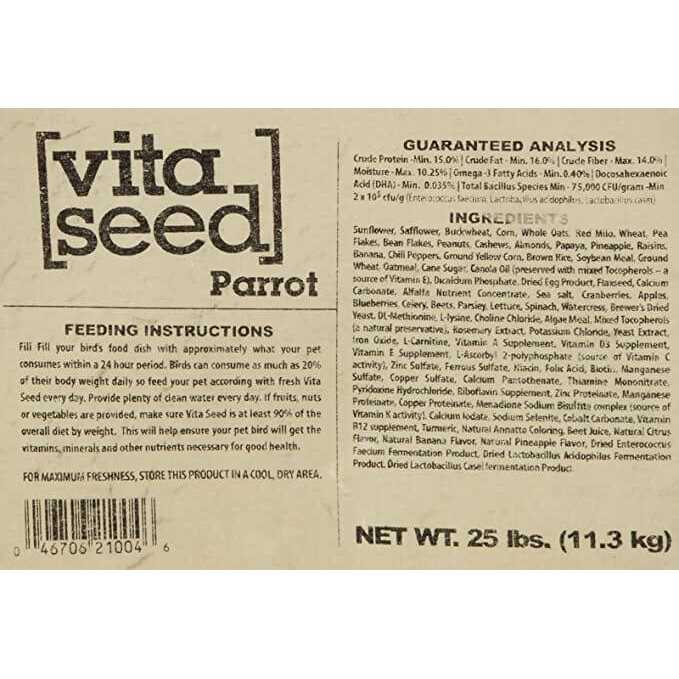 [vita
seed]
Parrot
FEEDING INSTRUCTIONS
Fili Fill your bird's food dish with approximately what your pet
consumes within a 24 hour period. Birds can consume as much as 20%
of their body weight daily so feed your pet according with fresh Vita
Seed every day. Provide plenty of clean water every day. If fruits, nuts
or vegetables are provided, make sure Vita Seed is at least 90% of the
overall diet by weight. This will help ensure your pet bird will get the
vitamins, minerals and other nutrients necessary for good health.
FOR MAXIMUM FRESHNESS, STORE THIS PRODUCT IN A COOL, DRY AREA.
0 46706 21004 6
GUARANTEED ANALYSIS
Crude Protein -Min. 15.0% | Crude Fat - Min. 16.0% | Crude Fiber - Max. 14.0% |
Moisture - Max. 10.25% | Omega -3 Fatty Acids - Min. 0.40% | Docosahexaenoic
Acid (DHA) - Min. 0.035% | Total Bacillus Species Min - 75,000 CFU/gram -Min
2 x 10⁵ cfu/g (Enterococcus faecium, Lactobacillus acidophilus, Lactobacillus casei)
INGREDIENTS
Sunflower, Safflower, Buckwheat, Corn, Whole Oats, Red Milo, Wheat, Pea
Flakes, Bean Flakes, Peanuts, Cashews, Almonds, Papaya, Pineapple, Raisins,
Banana, Chili Peppers, Ground Yellow Corn, Brown Rice, Soybean Meal, Ground
Wheat, Oatmeal, Cane Sugar, Canola Oil (preserved with mixed Tocopherols – a
source of Vitamin E), Dicalcium Phosphate, Dried Egg Product, Flaxseed, Calcium
Carbonate, Alfalfa Nutrient Concentrate, Sea salt, Cranberries, Apples,
Blueberries, Celery, Beets, Parsley, Lettuce, Spinach, Watercress, Brewer's Dried
Yeast, DL-Methionine, L-lysine, Choline Chloride, Algae Meal, Mixed Tocopherols
(a natural preservative), Rosemary Extract, Potassium Chloride, Yeast Extract,
Iron Oxide, L-Carnitine, Vitamin A Supplement, Vitamin D3 Supplement,
Vitamin E Supplement, L-Ascorbyl 2-polyphosphate (source of Vitamin C
activity), Zinc Sulfate, Ferrous Sulfate, Niacin, Folic Acid, Biotin, Manganese
Sulfate, Copper Sulfate, Calcium Pantothenate, Thiamine Mononitrate,
Pyridoxine Hydrochloride, Riboflavin Supplement, Zinc Proteinate, Manganese
Proteinate, Copper Proteinate, Menadione Sodium Bisulfite complex (source of
Vitamin K activity), Calcium Iodate, Sodium Selenite, Cobalt Carbonate, Vitamin
B12 supplement, Turmeric, Natural Annatto Coloring, Beet Juice, Natural Citrus
Flavor, Natural Banana Flavor, Natural Pineapple Flavor, Dried Enterococcus
Faecium Fermentation Product, Dried Lactobacillus Acidophilus Fermentation
Product, Dried Lactobacillus Casei fermentation Product.
NET WT. 25 lbs. (11.3 kg)